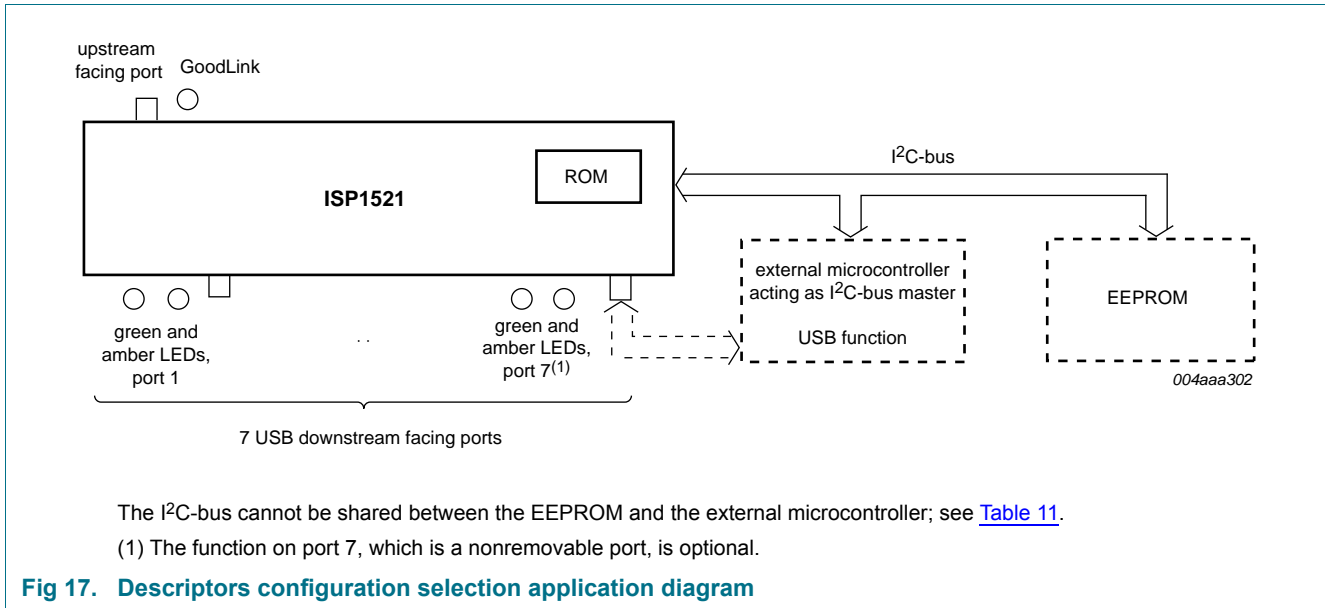 upstream
facing port
GoodLink
ROM
ISP1521
I2C-bus
external microcontroller
acting as I2C-bus master
USB function
EEPROM
green and
amber LEDs,
port 1
. .
green and
amber LEDs,
port 7(1)
004aaa302
7 USB downstream facing ports
The I2C-bus cannot be shared between the EEPROM and the external microcontroller; see Table 11.
(1) The function on port 7, which is a nonremovable port, is optional.
Fig 17. Descriptors configuration selection application diagram